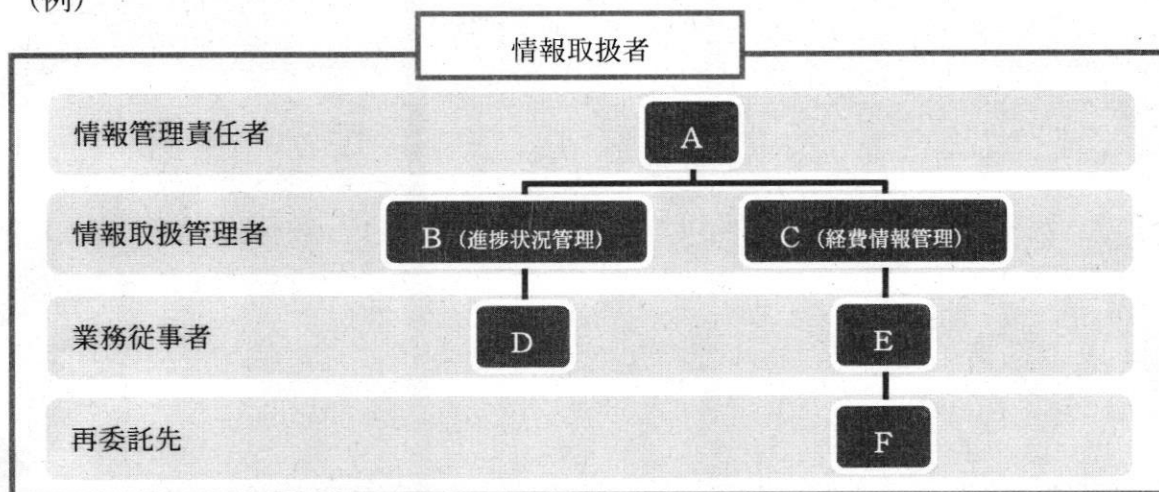 （例）
情報取扱者
情報管理責任者
A
情報取扱管理者
B（進捗状況管理）
C（経費情報管理）
業務従事者
D
E
再委託先
F